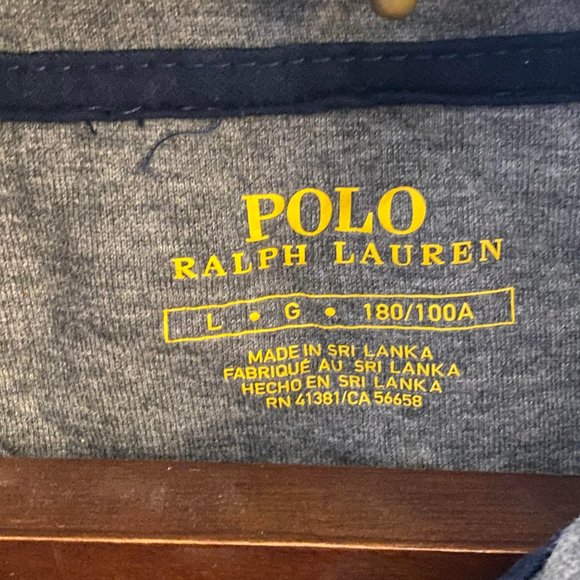 POLO
RALPH LAUREN
L • G • 180/100A
MADE IN SRI LANKA
FABRIQUÉ AU SRI LANKA
HECHO EN SRI LANKA
RN 41381/CA 56658